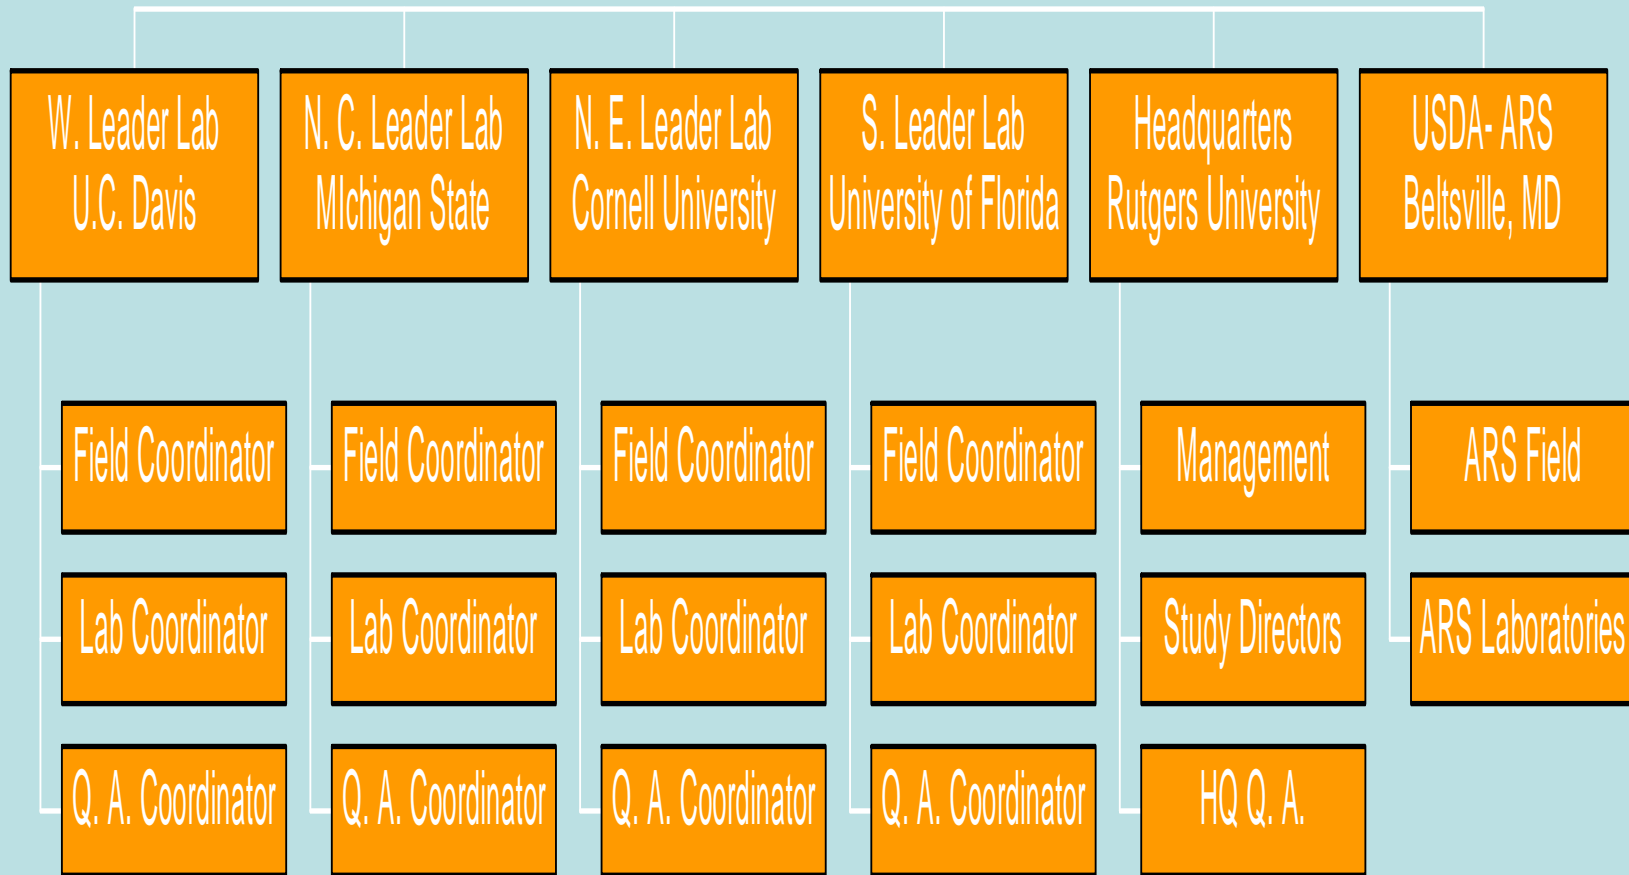 W. Leader Lab
U.C. Davis
N. C. Leader Lab
MIchigan State
N. E. Leader Lab
Cornell University
S. Leader Lab
University of Florida
Headquarters
Rutgers University
USDA- ARS
Beltsville, MD
Field Coordinator
Lab Coordinator
Q. A. Coordinator
Field Coordinator
Lab Coordinator
Q. A. Coordinator
Field Coordinator
Lab Coordinator
Q. A. Coordinator
Field Coordinator
Lab Coordinator
Q. A. Coordinator
Management
Study Directors
HQ Q. A.
ARS Field
ARS Laboratories